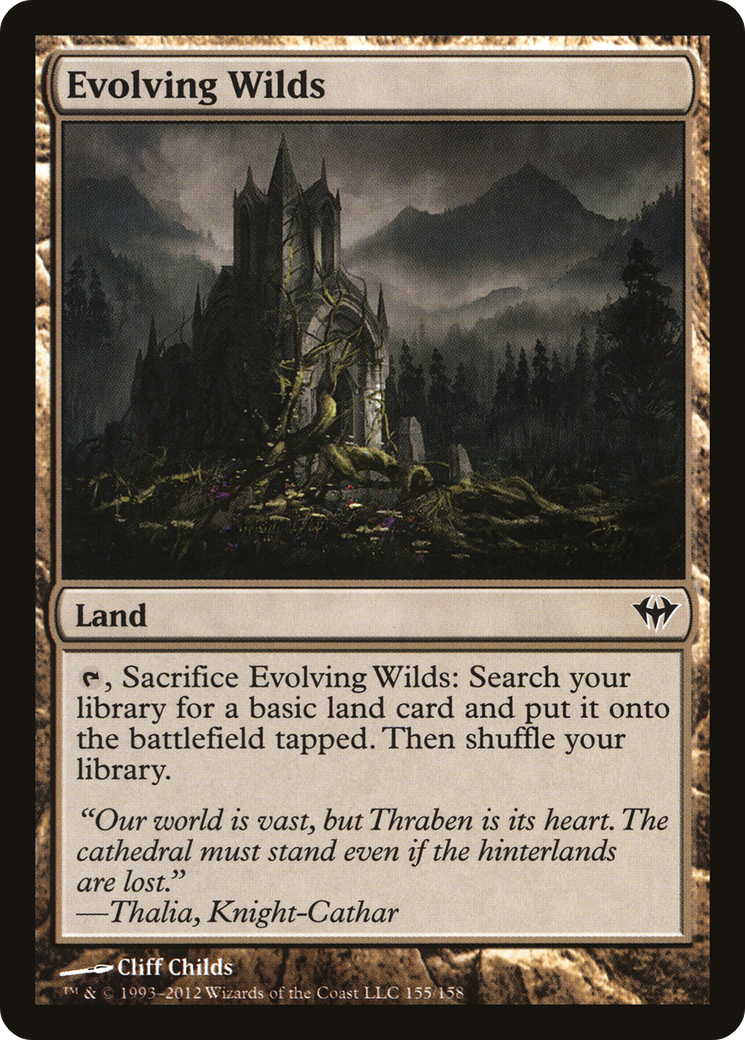 Evolving Wilds
Land
, Sacrifice Evolving Wilds: Search your
library for a basic land card and put it onto
the battlefield tapped. Then shuffle your
library.
“Our world is vast, but Thraben is its heart. The
cathedral must stand even if the hinterlands
are lost.”
—Thalia, Knight-Cathar
Cliff Childs
™ & © 1993–2012 Wizards of the Coast LLC 155/158